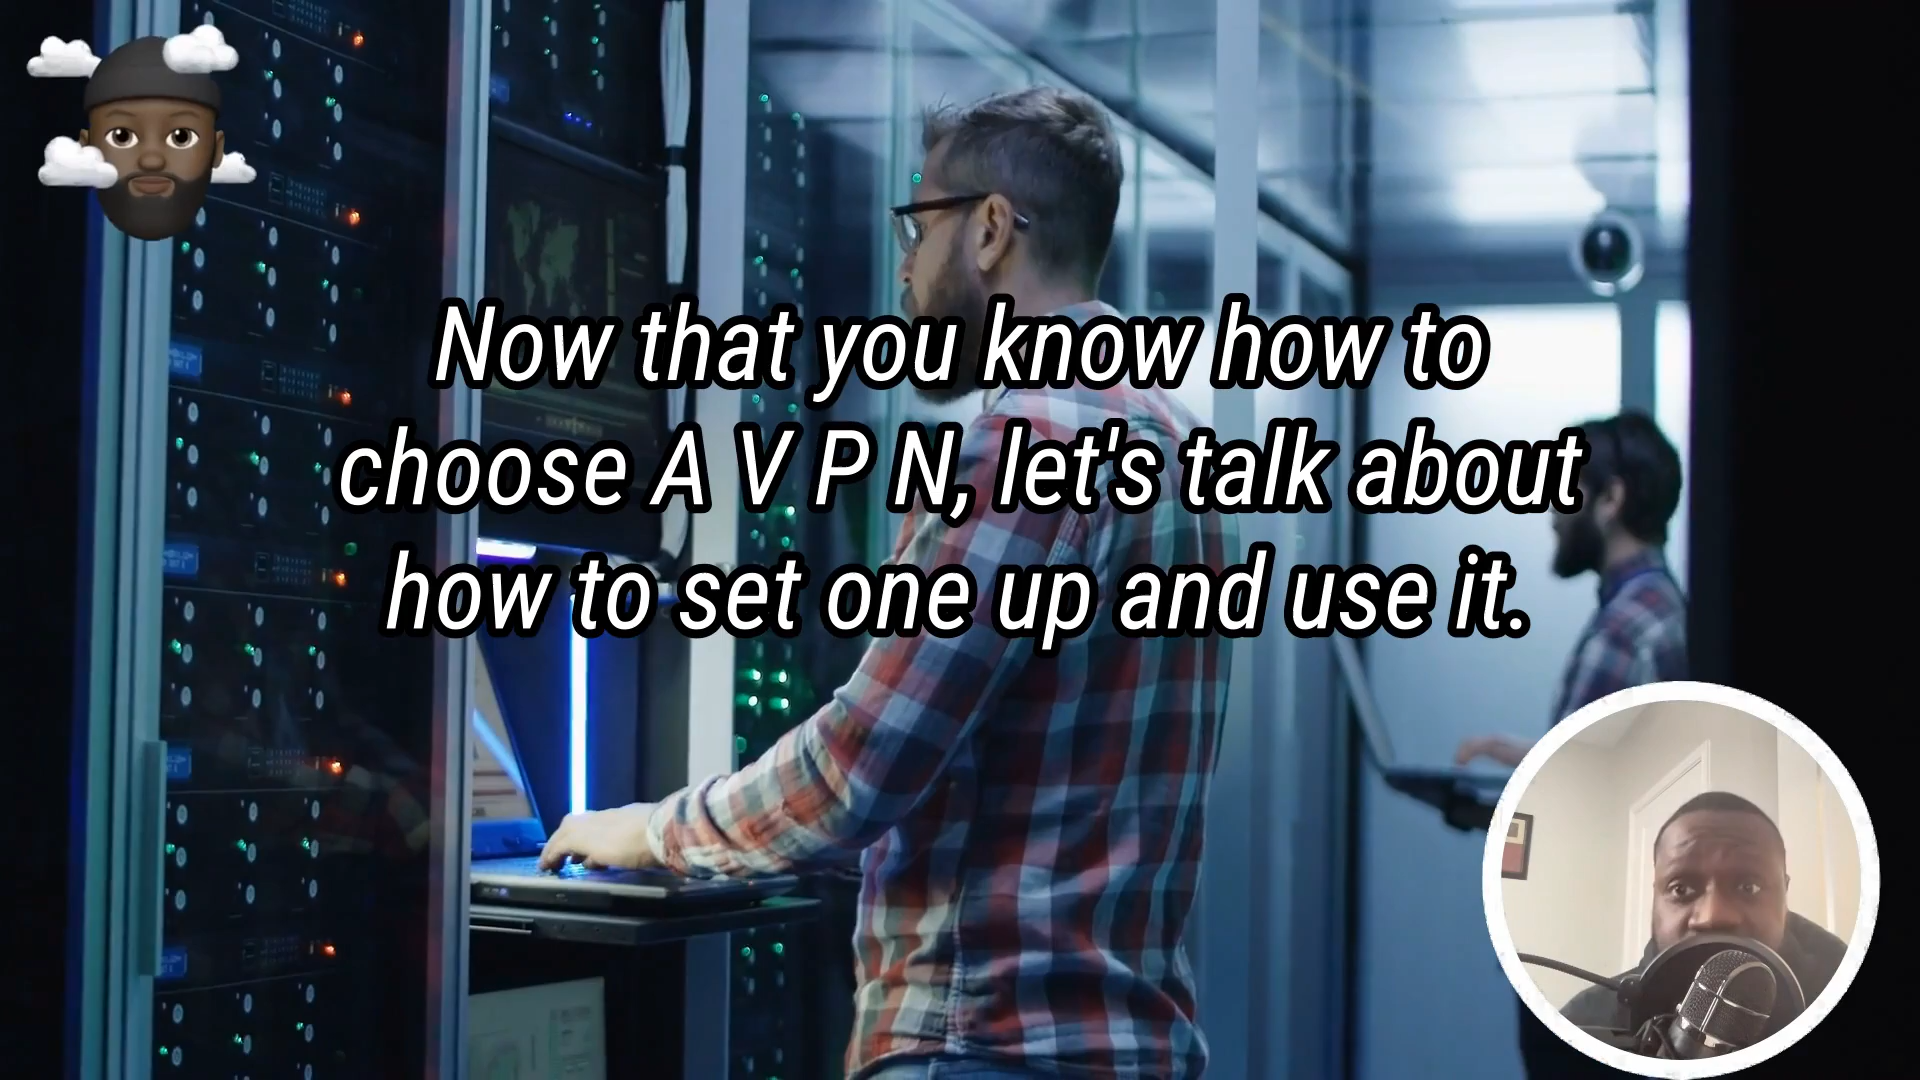 Now that you know how to
choose A V P N, let's talk about
how to set one up and use it.